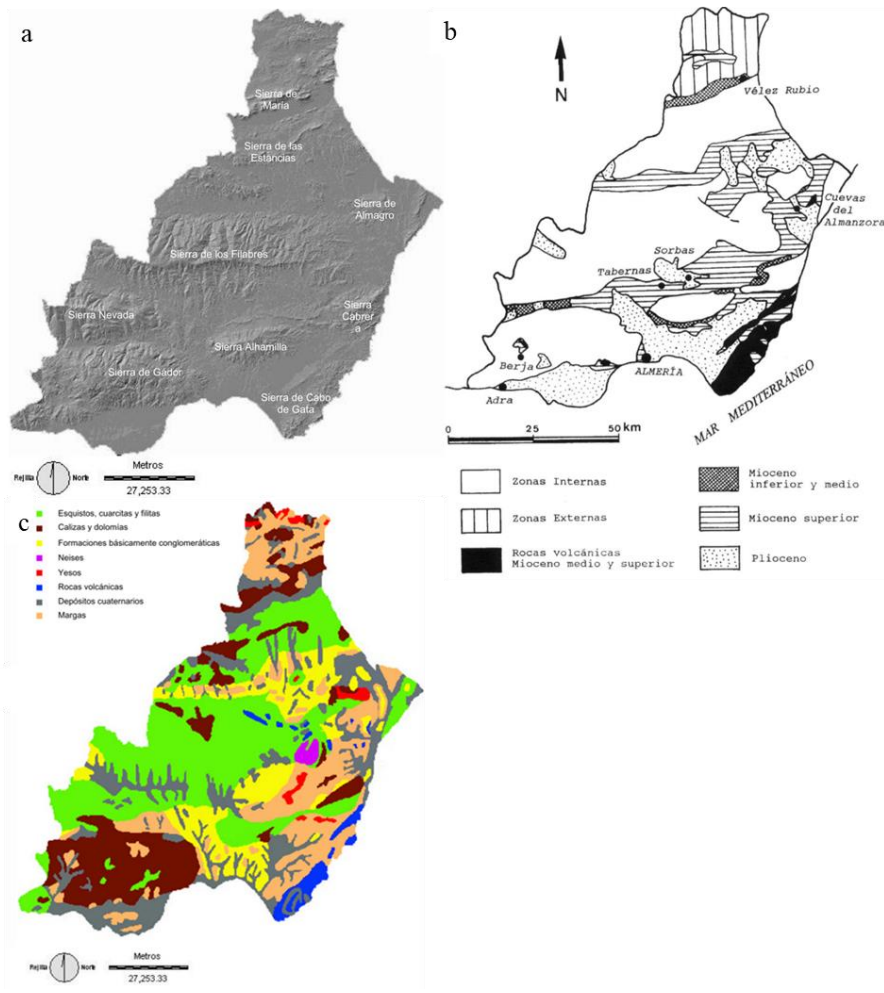 a
Sierra de
María
Sierra de las
Estancias
Sierra de
Almagro
Sierra de los Filabres
Sierra Nevada
Sierra
Cabrer
a
Sierra Alhamilla
Sierra de Gádor
Sierra de Cabo
de Gata
Rejilla
Norte
Metros
27,253.33
b
N
Vélez Rubio
Cuevas
del
Almanzora
Sorbas
Tabernas
Berja
ALMERÍA
Adra
MAR MEDITERRÁNEO
0 25 50 km
Zonas Internas
Zonas Externas
Rocas volcánicas
Mioceno medio y superior
Mioceno
inferior y medio
Mioceno superior
Plioceno
c
Esquistos, cuarcitas y filitas
Calizas y dolomías
Formaciones básicamente conglomeráticas
Neises
Yesos
Rocas volcánicas
Depósitos cuaternarios
Margas
Rejilla
Norte
Metros
27,253.33